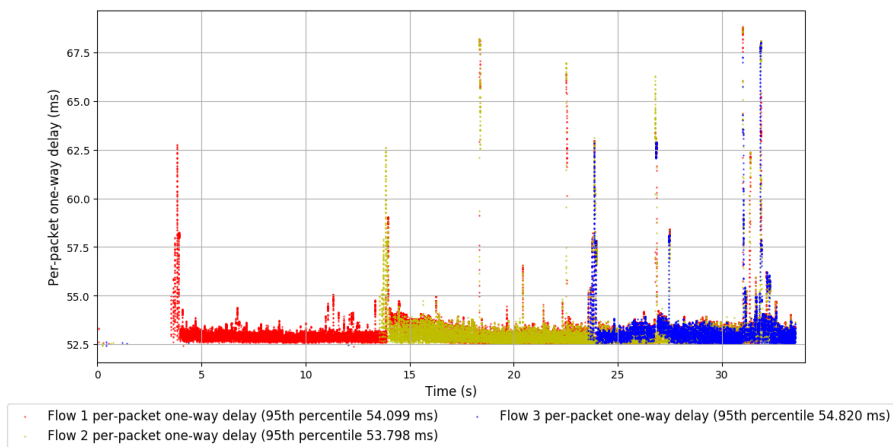 67.5
65.0
62.5
60.0
57.5
55.0
52.5
Per-packet one-way delay (ms)
0 5 10 15 20 25 30
Time (s)
Flow 1 per-packet one-way delay (95th percentile 54.099 ms)
Flow 2 per-packet one-way delay (95th percentile 53.798 ms)
Flow 3 per-packet one-way delay (95th percentile 54.820 ms)